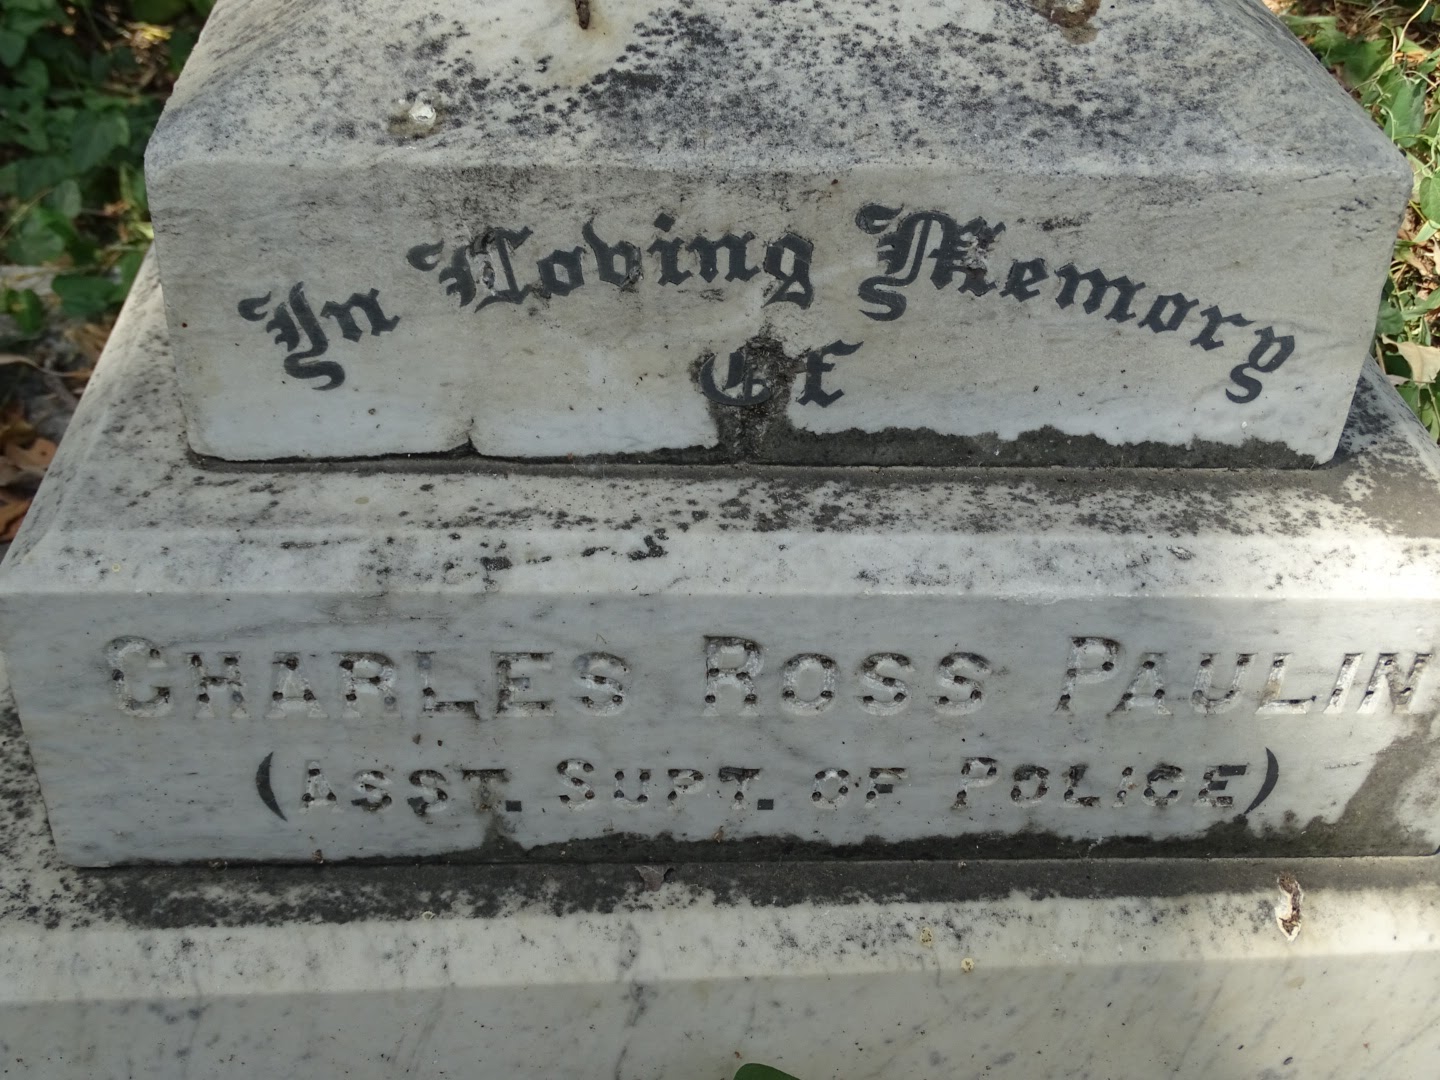 In Loving Memory
Of
CHARLES ROSS PAULIN
(ASST. SUPT. OF POLICE)